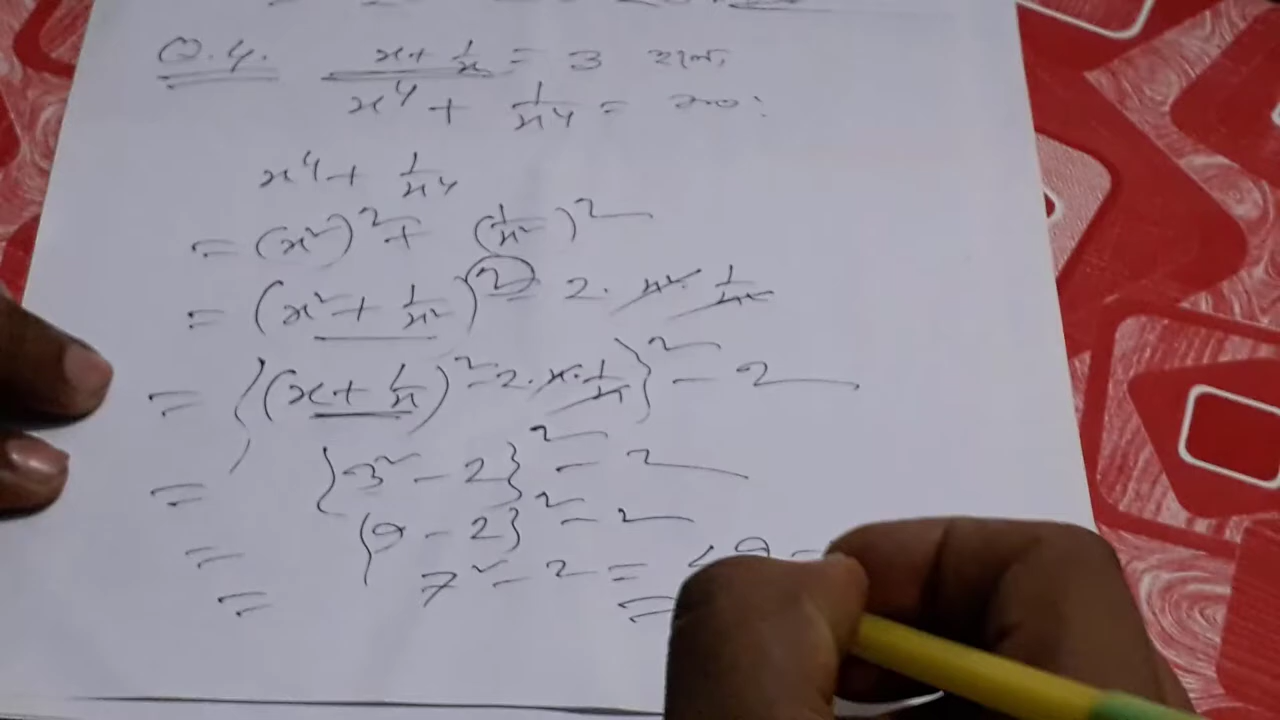 Q.4. x + 1/x = 3 হলে,
x⁴ + 1/x⁴ =
x⁴ + 1/x⁴
= (x²)² + (1/x²)²
= (x² + 1/x²)² 2 . x² . 1/x²
= {(x + 1/x)² - 2 . x . 1/x}² - 2
= {3² - 2}² - 2
= {9 - 2}² - 2
= 7² - 2 = 49 -
=